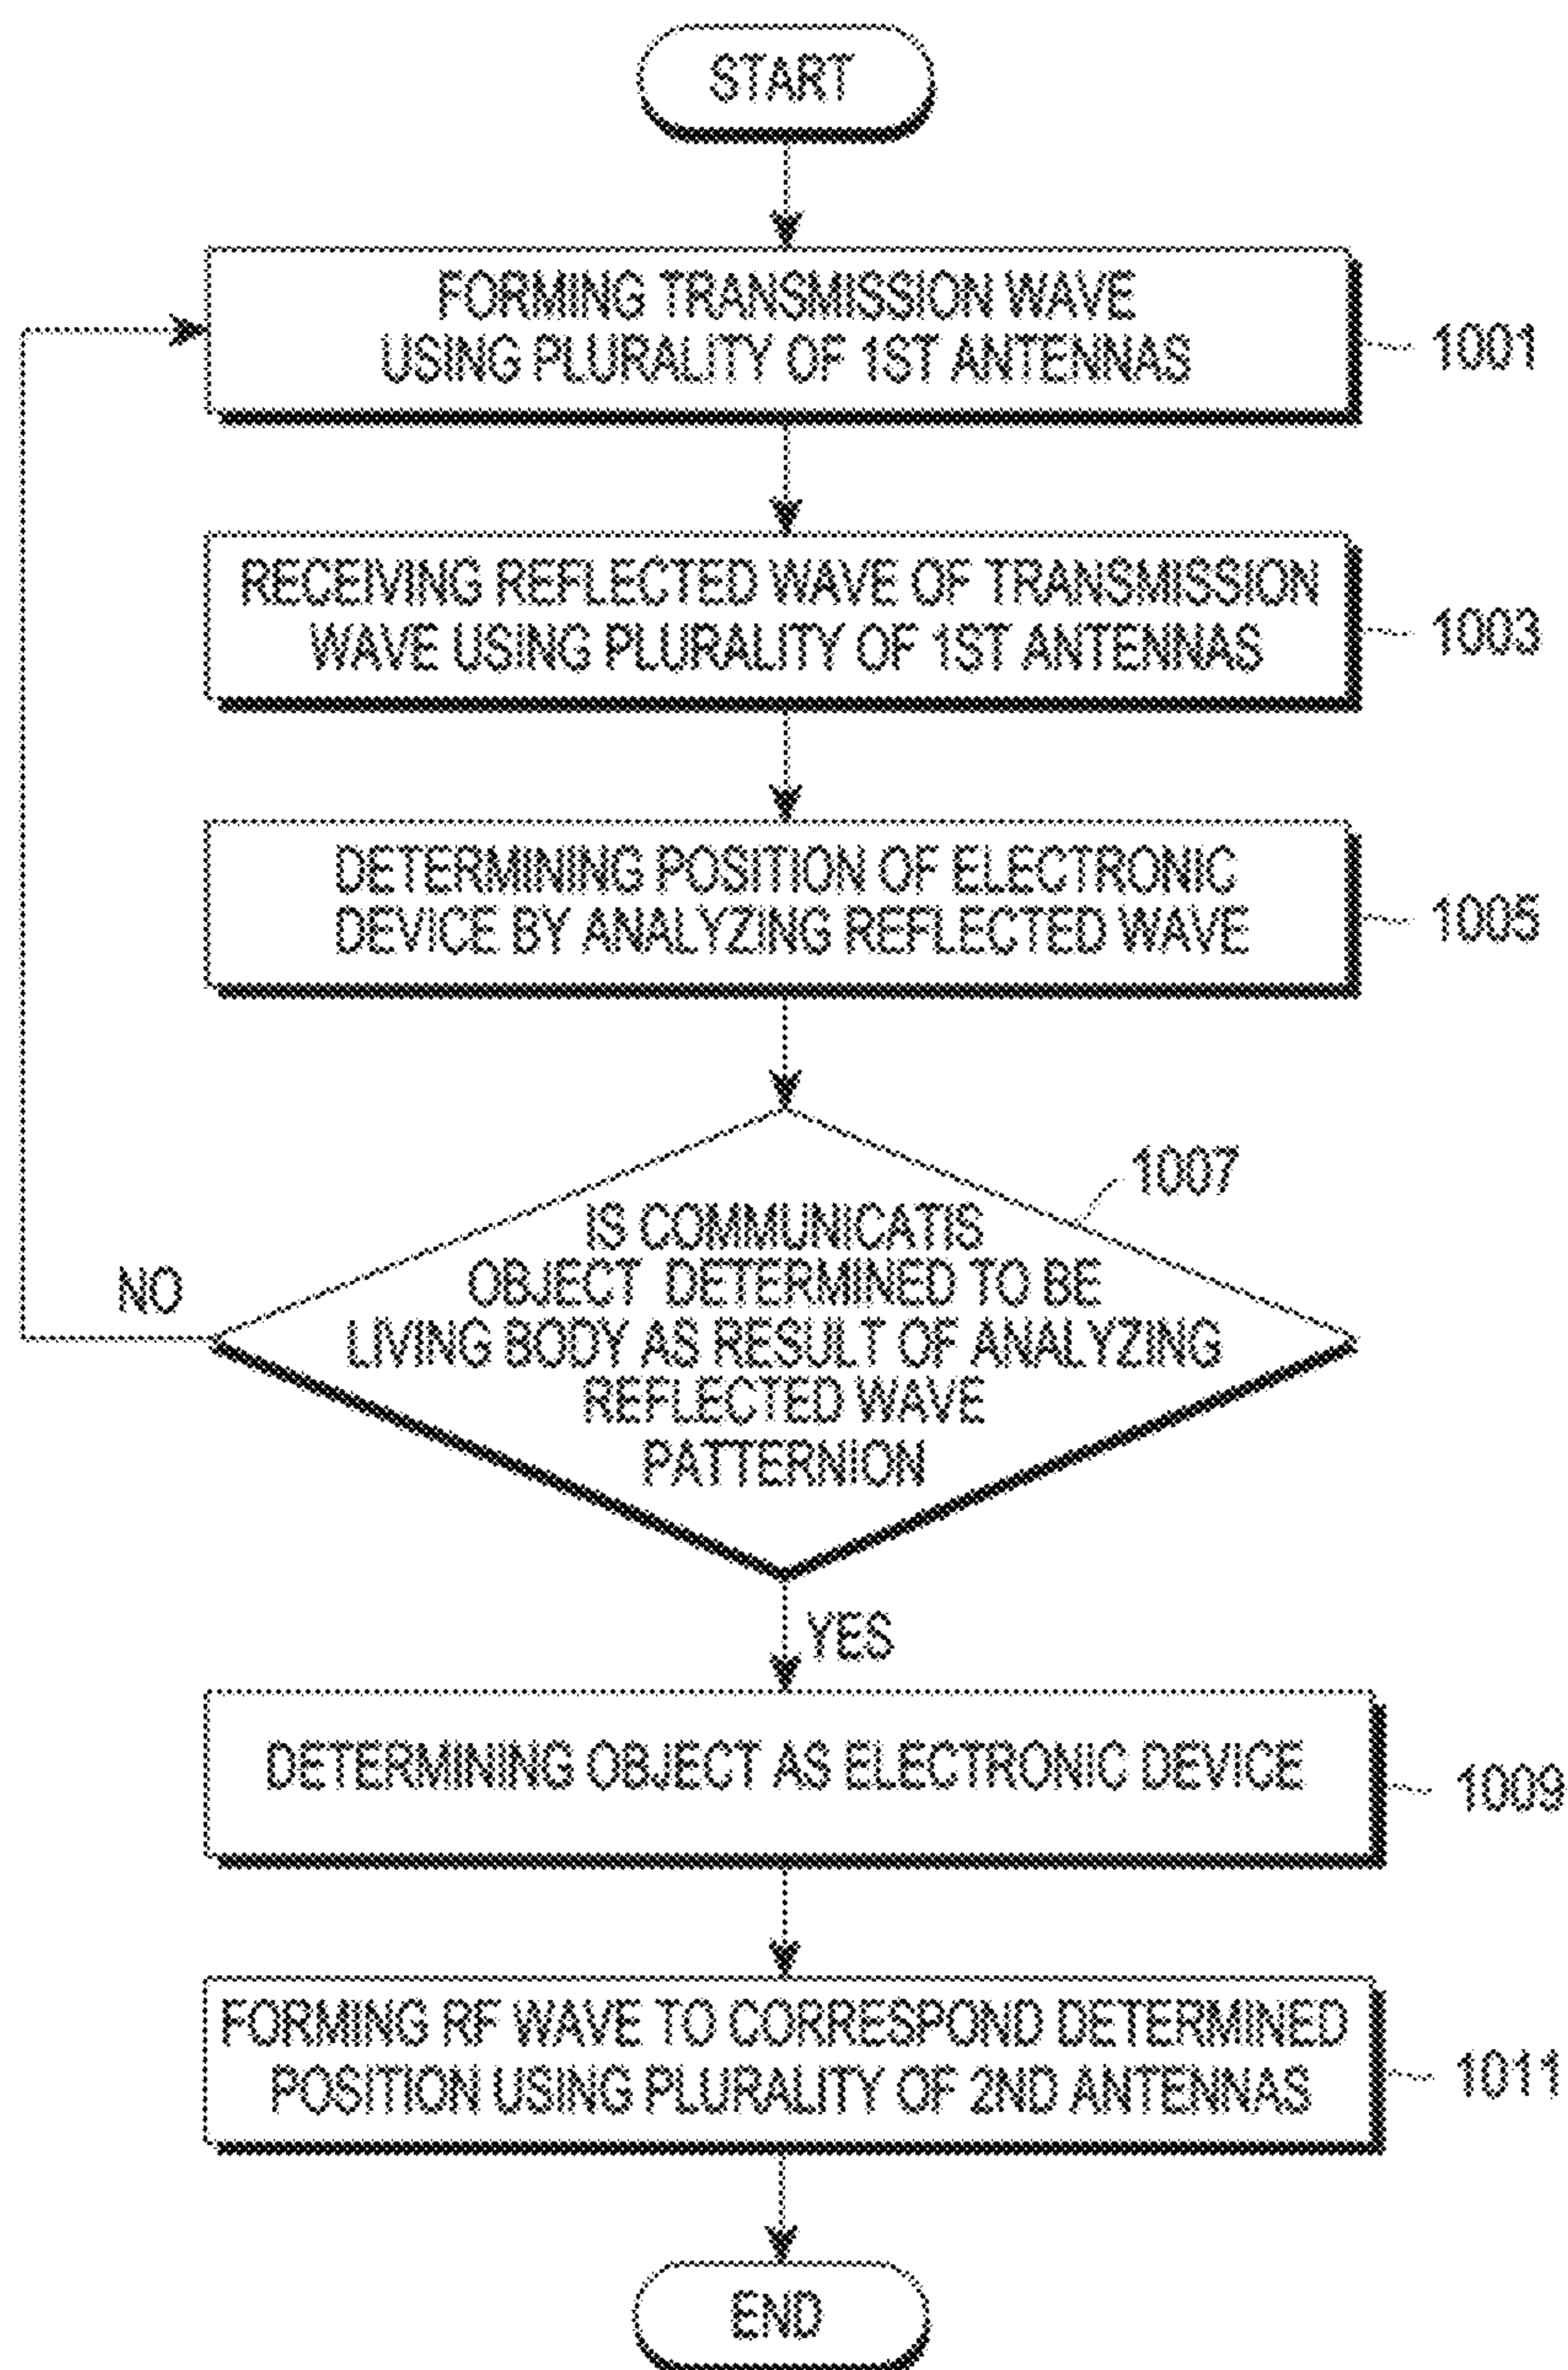 START
FORMING TRANSMISSION WAVE
USING PLURALITY OF 1ST ANTENNAS
1001
RECEIVING REFLECTED WAVE OF TRANSMISSION
WAVE USING PLURALITY OF 1ST ANTENNAS
1003
DETERMINING POSITION OF ELECTRONIC
DEVICE BY ANALYZING REFLECTED WAVE
1005
1007
IS COMMUNICATIS
OBJECT DETERMINED TO BE
LIVING BODY AS RESULT OF ANALYZING
REFLECTED WAVE
PATTERNION
NO
YES
DETERMINING OBJECT AS ELECTRONIC DEVICE
1009
FORMING RF WAVE TO CORRESPOND DETERMINED
POSITION USING PLURALITY OF 2ND ANTENNAS
1011
END